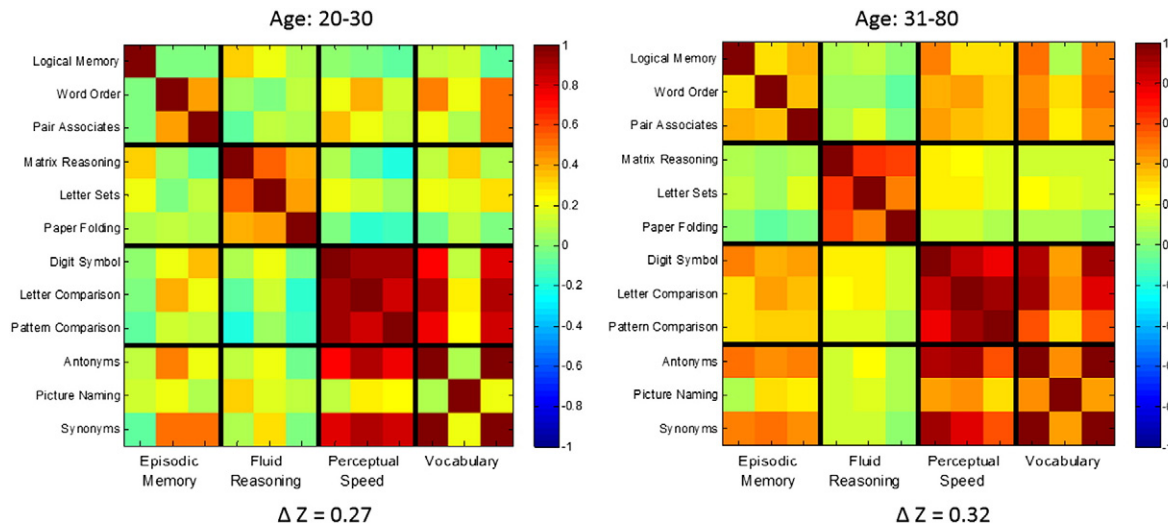 Age: 20-30
Logical Memory
Word Order
Pair Associates
Matrix Reasoning
Letter Sets
Paper Folding
Digit Symbol
Letter Comparison
Pattern Comparison
Antonyms
Picture Naming
Synonyms
Episodic Memory
Fluid Reasoning
Perceptual Speed
Vocabulary
1
0.8
0.6
0.4
0.2
0
-0.2
-0.4
-0.6
-0.8
-1
Δ Z = 0.27
Age: 31-80
Logical Memory
Word Order
Pair Associates
Matrix Reasoning
Letter Sets
Paper Folding
Digit Symbol
Letter Comparison
Pattern Comparison
Antonyms
Picture Naming
Synonyms
Episodic Memory
Fluid Reasoning
Perceptual Speed
Vocabulary
Δ Z = 0.32